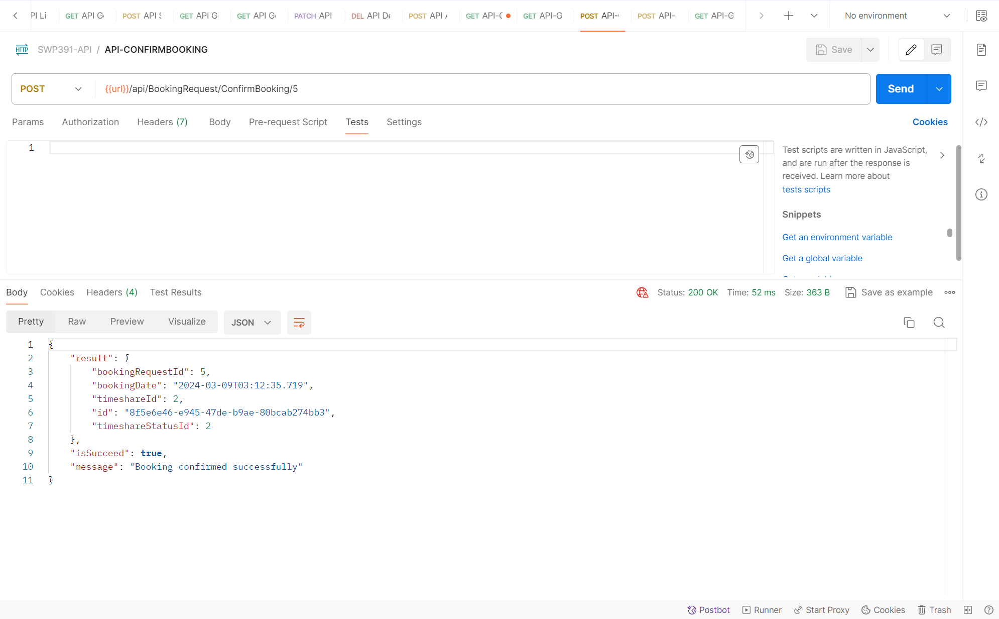 PI Li GET API G POST API S GET API G GET API G PATCH API DEL API De POST API A GET API-C GET API-G POST API- POST API- GET API-G No environment
HTTP SWP391-API / API-CONFIRMBOOKING Save
POST {{url}}/api/BookingRequest/ConfirmBooking/5 Send
Params Authorization Headers (7) Body Pre-request Script Tests Settings Cookies
1
Test scripts are written in JavaScript,
and are run after the response is
received. Learn more about
tests scripts
Snippets
Get an environment variable
Get a global variable
Body Cookies Headers (4) Test Results Status: 200 OK Time: 52 ms Size: 363 B Save as example
Pretty Raw Preview Visualize JSON
1 {
2 "result": {
3 "bookingRequestId": 5,
4 "bookingDate": "2024-03-09T03:12:35.719",
5 "timeshareId": 2,
6 "id": "8f5e6e46-e945-47de-b9ae-80bcab274bb3",
7 "timeshareStatusId": 2
8 },
9 "isSucceed": true,
10 "message": "Booking confirmed successfully"
11 }
Postbot Runner Start Proxy Cookies Trash